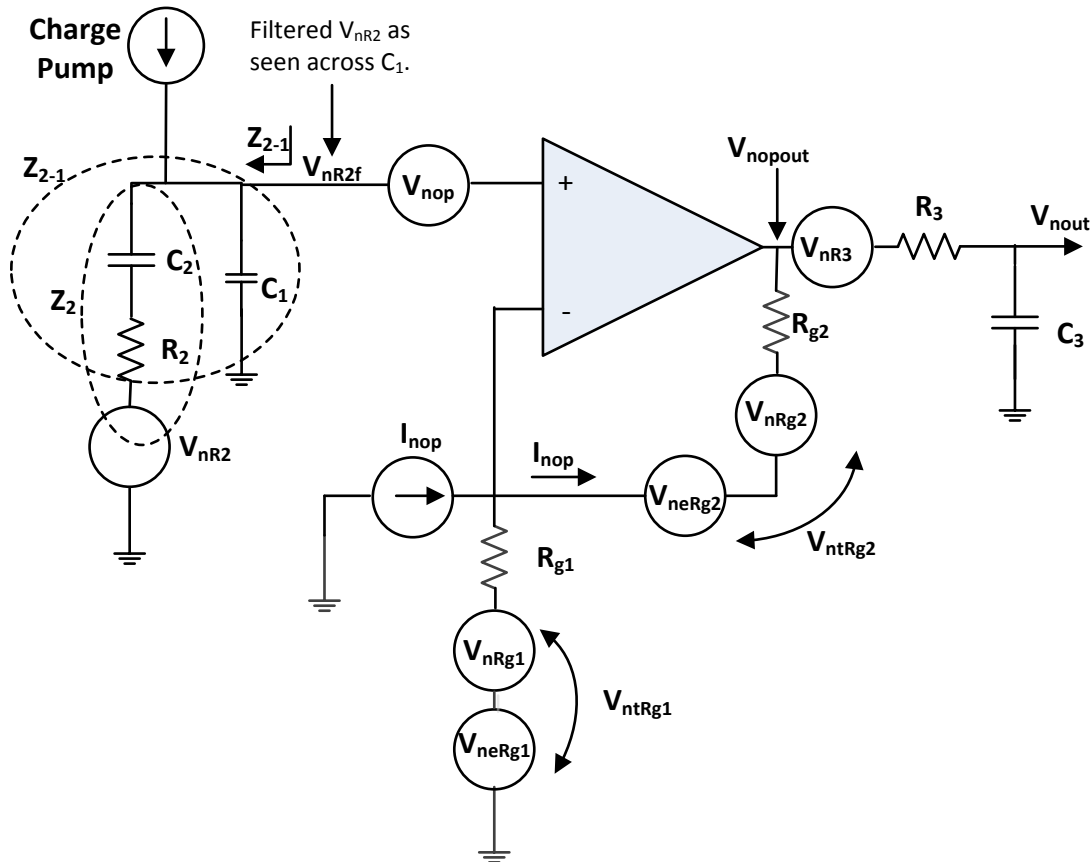 Charge
Pump
Filtered VnR2 as
seen across C1.
Z2-1
Z2-1
VnR2f
Vnop
+
-
Vnopout
VnR3
R3
Vnout
C2
C1
Z2
R2
Rg2
C3
VnR2
VnRg2
Inop
Inop
VneRg2
VntRg2
Rg1
VnRg1
VntRg1
VneRg1